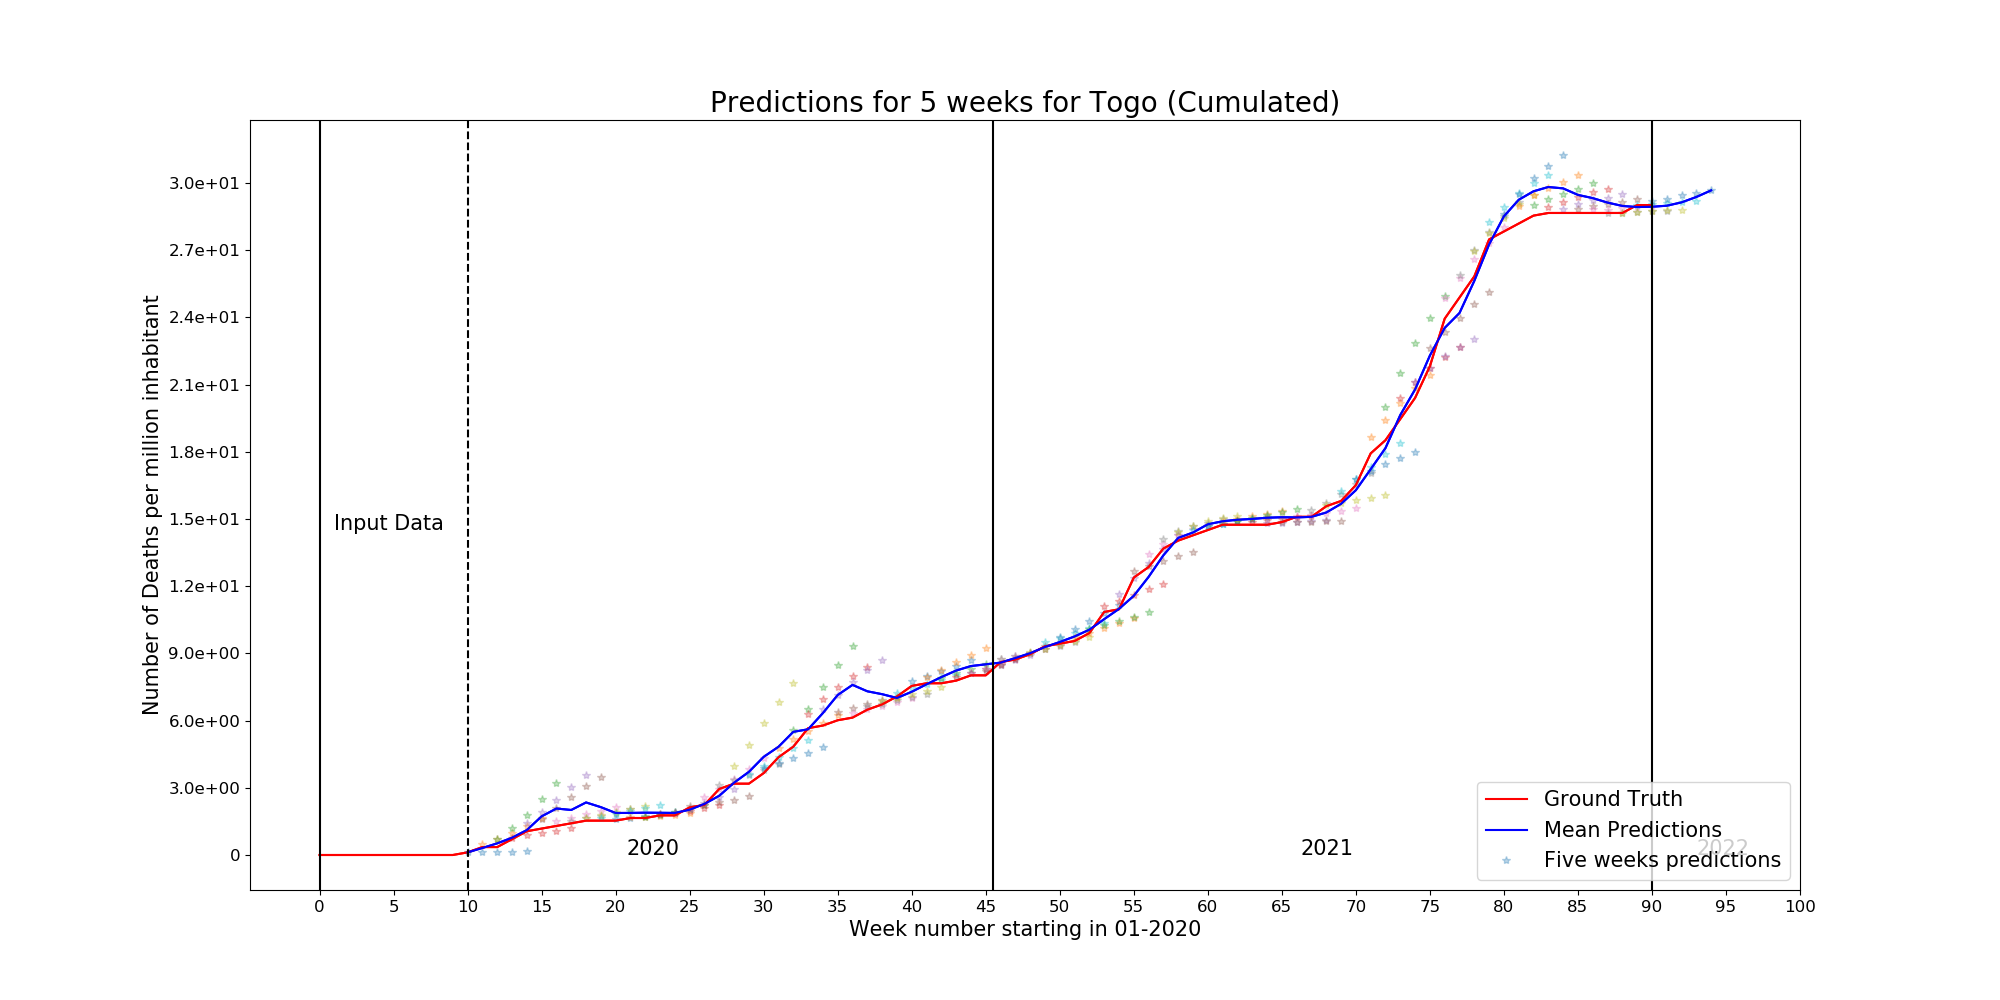 Predictions for 5 weeks for Togo (Cumulated)
Number of Deaths per million inhabitant
3.0e+01
2.7e+01
2.4e+01
2.1e+01
1.8e+01
1.5e+01
1.2e+01
9.0e+00
6.0e+00
3.0e+00
0
Input Data
2020
2021
2022
Ground Truth
Mean Predictions
Five weeks predictions
0 5 10 15 20 25 30 35 40 45 50 55 60 65 70 75 80 85 90 95 100
Week number starting in 01-2020